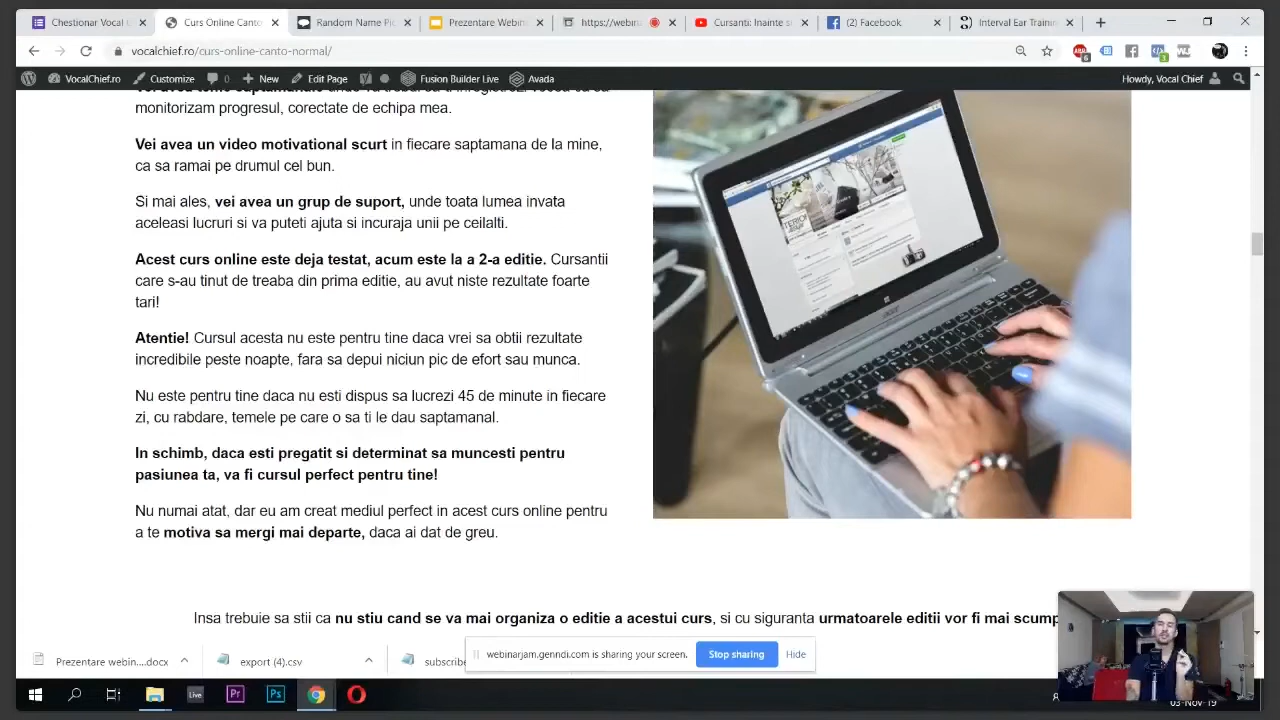 Chestionar Vocal
Curs Online Canto
Random Name Pic
Prezentare Webin
https://webina
Cursanti: Inainte s
(2) Facebook
Interval Ear Trainin
vocalchief.ro/curs-online-canto-normal/
VocalChief.ro Customize 0 New Edit Page Fusion Builder Live Avada Howdy, Vocal Chief
monitorizam progresul, corectate de echipa mea.
Vei avea un video motivational scurt in fiecare saptamana de la mine,
ca sa ramai pe drumul cel bun.
Si mai ales, vei avea un grup de suport, unde toata lumea invata
aceleasi lucruri si va puteti ajuta si incuraja unii pe ceilalti.
Acest curs online este deja testat, acum este la a 2-a editie. Cursantii
care s-au tinut de treaba din prima editie, au avut niste rezultate foarte
tari!
Atentie! Cursul acesta nu este pentru tine daca vrei sa obtii rezultate
incredibile peste noapte, fara sa depui niciun pic de efort sau munca.
Nu este pentru tine daca nu esti dispus sa lucrezi 45 de minute in fiecare
zi, cu rabdare, temele pe care o sa ti le dau saptamanal.
In schimb, daca esti pregatit si determinat sa muncesti pentru
pasiunea ta, va fi cursul perfect pentru tine!
Nu numai atat, dar eu am creat mediul perfect in acest curs online pentru
a te motiva sa mergi mai departe, daca ai dat de greu.
Insa trebuie sa stii ca nu stiu cand se va mai organiza o editie a acestui curs, si cu siguranta urmatoarele editii vor fi mai scump
webinarjam.genndi.com is sharing your screen. Stop sharing Hide
Prezentare webin....docx
export (4).csv
subscribe
Live Pr Ps
03-Nov-19